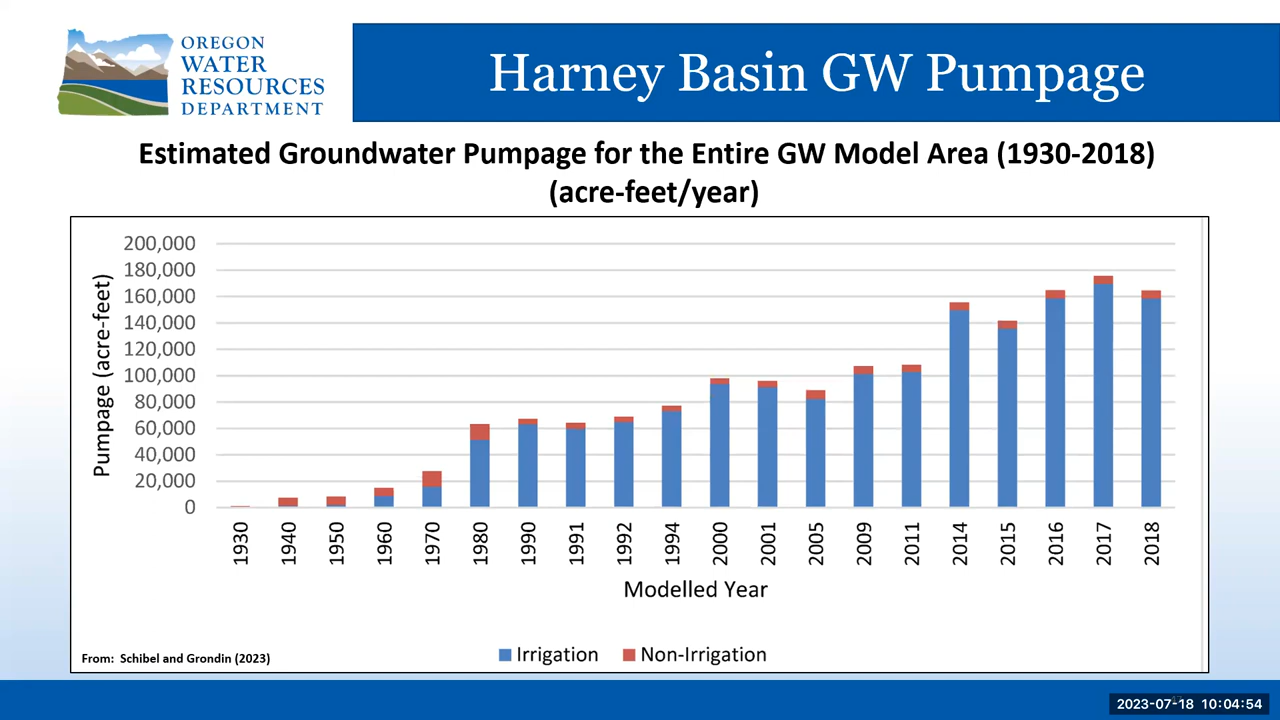 OREGON
WATER
RESOURCES
DEPARTMENT
Harney Basin GW Pumpage
Estimated Groundwater Pumpage for the Entire GW Model Area (1930-2018)
(acre-feet/year)
Pumpage (acre-feet)
200,000
180,000
160,000
140,000
120,000
100,000
80,000
60,000
40,000
20,000
0
1930 1940 1950 1960 1970 1980 1990 1991 1992 1994 2000 2001 2005 2009 2011 2014 2015 2016 2017 2018
Modelled Year
Irrigation Non-Irrigation
From: Schibel and Grondin (2023)
2023-07-18 10:04:54